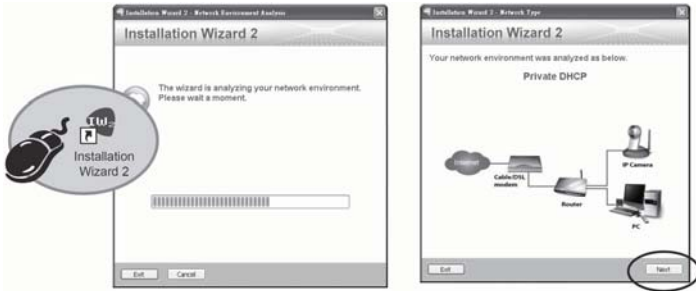 Installation Wizard 2 - Network Environment Analysis
Installation Wizard 2
The wizard is analyzing your network environment.
Please wait a moment.
IW2
Installation
Wizard 2
Exit
Cancel
Installation Wizard 2 - Network Type
Installation Wizard 2
Your network environment was analyzed as below.
Private DHCP
Internet
Cable/DSL
modem
Router
IP Camera
PC
Exit
Next